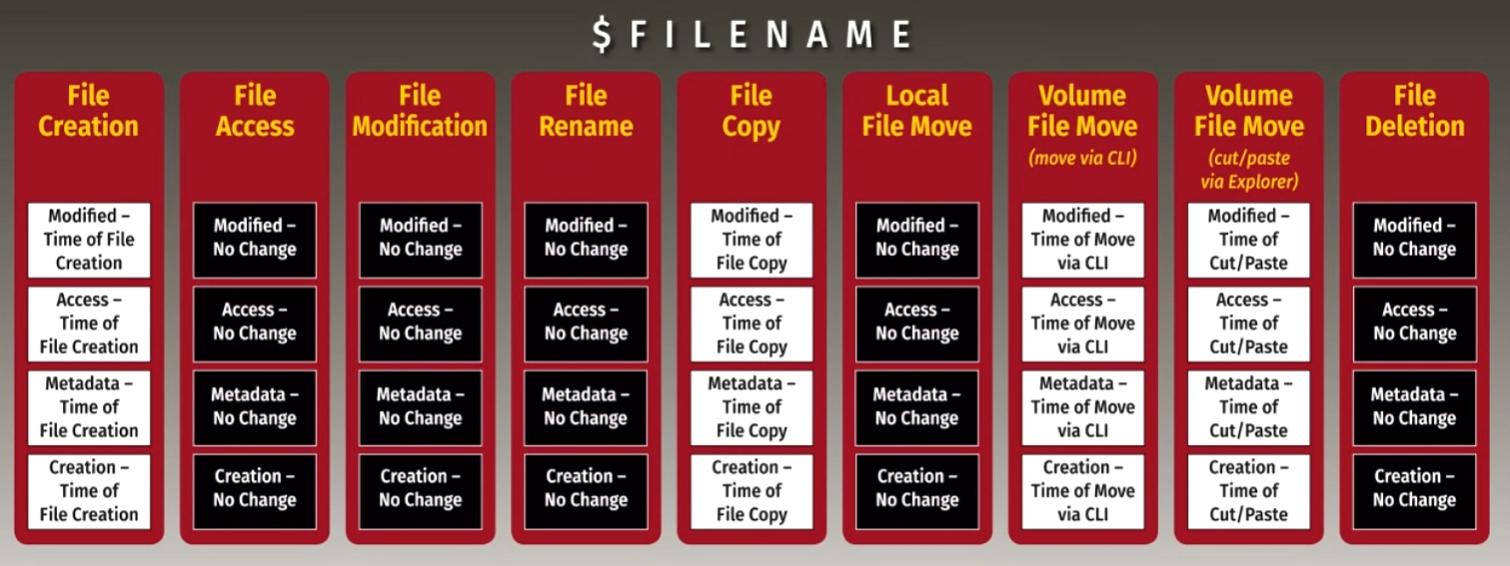 $FILENAME
File
Creation
Modified –
Time of File
Creation
Access –
Time of
File Creation
Metadata –
Time of
File Creation
Creation –
Time of
File Creation
File
Access
Modified –
No Change
Access –
No Change
Metadata –
No Change
Creation –
No Change
File
Modification
Modified –
No Change
Access –
No Change
Metadata –
No Change
Creation –
No Change
File
Rename
Modified –
No Change
Access –
No Change
Metadata –
No Change
Creation –
No Change
File
Copy
Modified –
Time of
File Copy
Access –
Time of
File Copy
Metadata –
Time of
File Copy
Creation –
Time of
File Copy
Local
File Move
Modified –
No Change
Access –
No Change
Metadata –
No Change
Creation –
No Change
Volume
File Move
(move via CLI)
Modified –
Time of Move
via CLI
Access –
Time of Move
via CLI
Metadata –
Time of Move
via CLI
Creation –
Time of Move
via CLI
Volume
File Move
(cut/paste
via Explorer)
Modified –
Time of
Cut/Paste
Access –
Time of
Cut/Paste
Metadata –
Time of
Cut/Paste
Creation –
Time of
Cut/Paste
File
Deletion
Modified –
No Change
Access –
No Change
Metadata –
No Change
Creation –
No Change